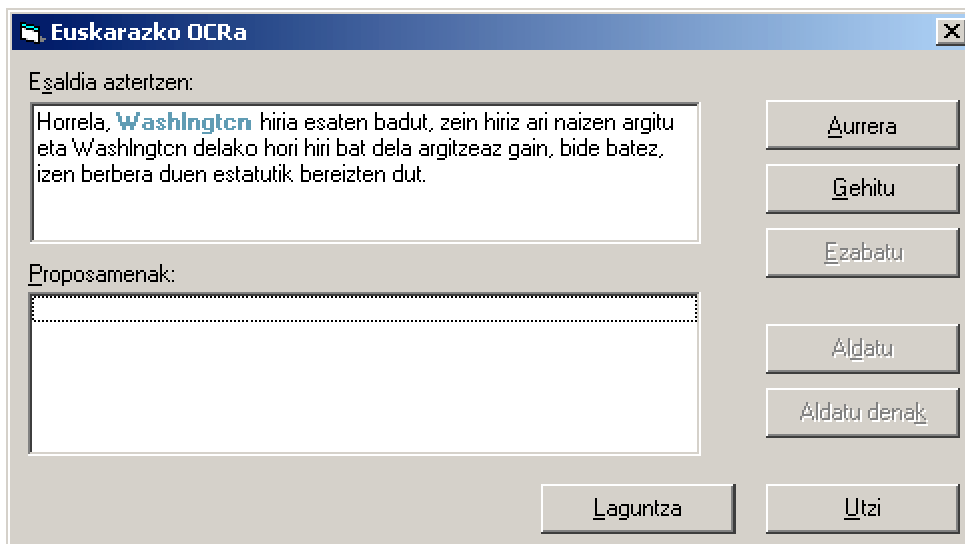 Euskarazko OCRa
Esaldia aztertzen:
Horrela, Washlngtcn hiria esaten badut, zein hiriz ari naizen argitu
eta Washlngtcn delako hori hiri bat dela argitzeaz gain, bide batez,
izen berbera duen estatutik bereizten dut.
Aurrera
Gehitu
Ezabatu
Proposamenak:
Aldatu
Aldatu denak
Laguntza
Utzi